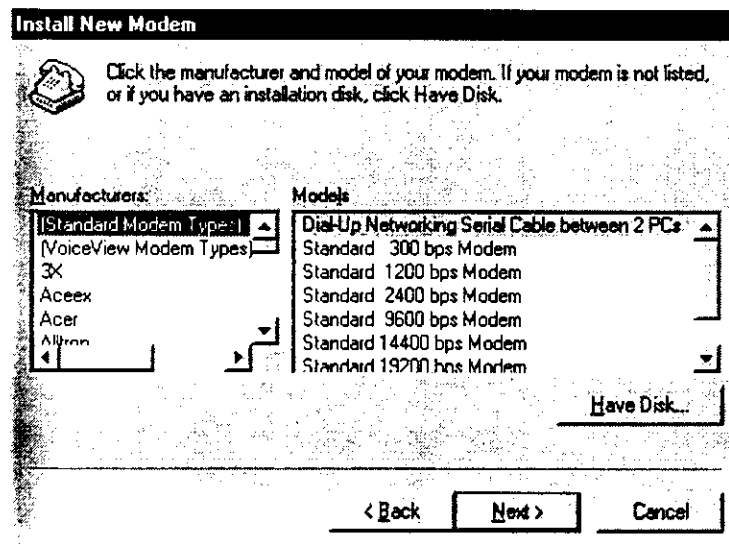 Install New Modem
Click the manufacturer and model of your modem. If your modem is not listed,
or if you have an installation disk, click Have Disk.
Manufacturers:
(Standard Modem Types)
(VoiceView Modem Types)
3X
Aceex
Acer
Alltron
Models
Dial-Up Networking Serial Cable between 2 PCs
Standard 300 bps Modem
Standard 1200 bps Modem
Standard 2400 bps Modem
Standard 9600 bps Modem
Standard 14400 bps Modem
Standard 19200 bps Modem
Have Disk...
< Back
Next >
Cancel